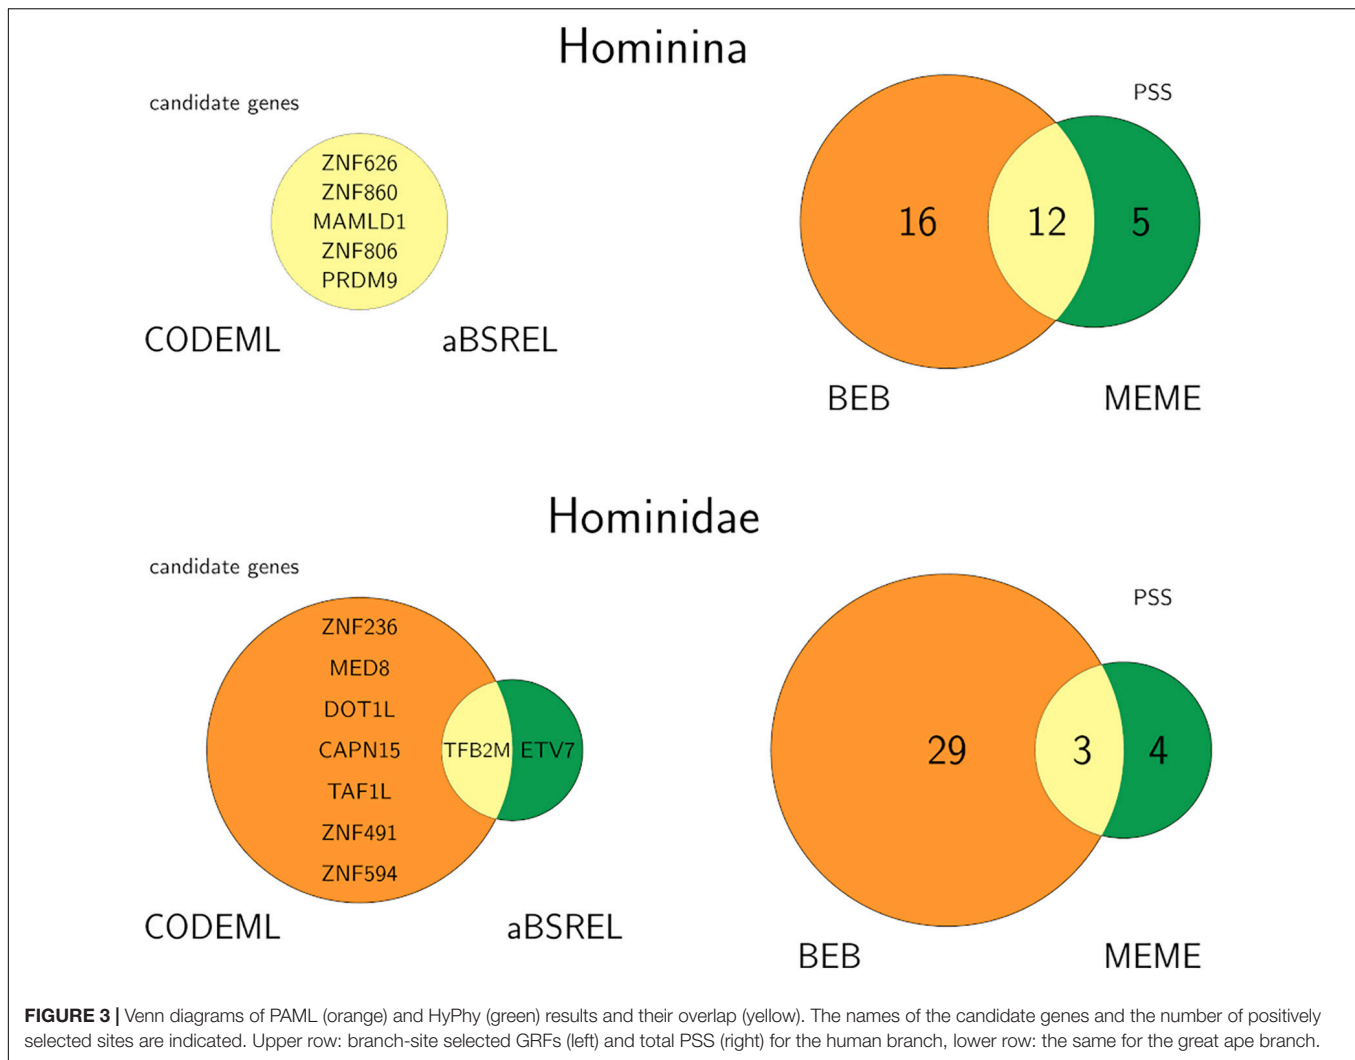 Hominina
candidate genes
ZNF626
ZNF860
MAMLD1
ZNF806
PRDM9
CODEML
aBSREL
PSS
16
12
5
BEB
MEME
Hominidae
candidate genes
ZNF236
MED8
DOT1L
CAPN15
TAF1L
ZNF491
ZNF594
TFB2M
ETV7
CODEML
aBSREL
PSS
29
3
4
BEB
MEME
FIGURE 3 | Venn diagrams of PAML (orange) and HyPhy (green) results and their overlap (yellow). The names of the candidate genes and the number of positively
selected sites are indicated. Upper row: branch-site selected GRFs (left) and total PSS (right) for the human branch, lower row: the same for the great ape branch.